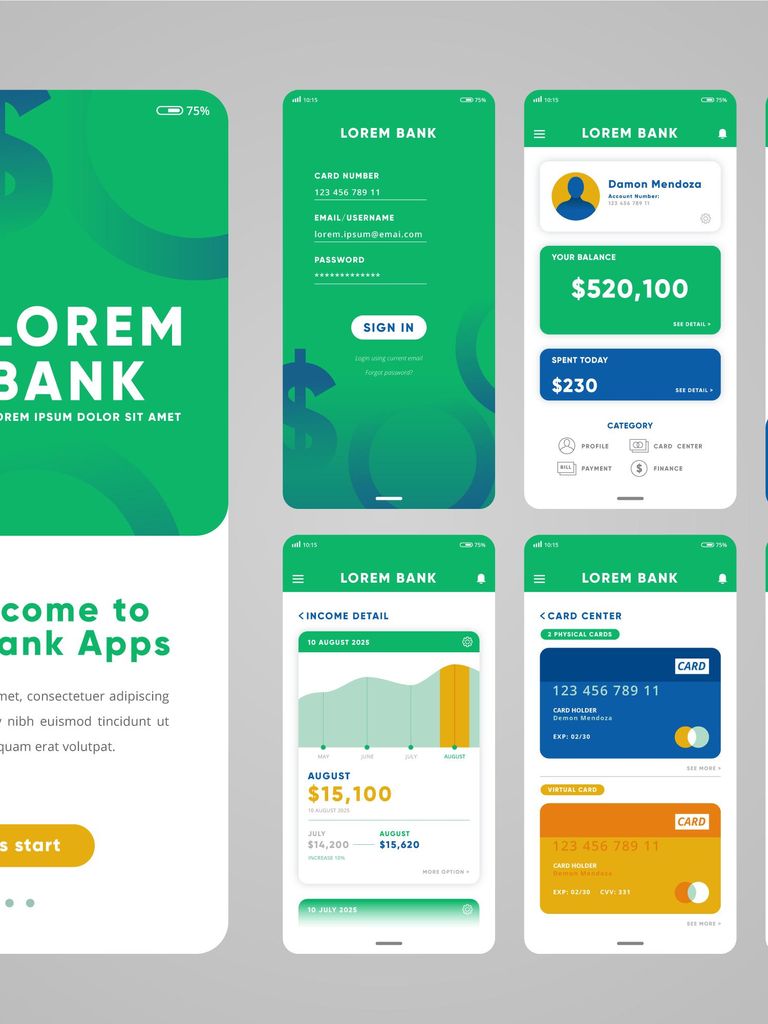 75%
LOREM
BANK
OREM IPSUM DOLOR SIT AMET
come to
ank Apps
met, consectetuer adipiscing
nibh euismod tincidunt ut
quam erat volutpat.
s start
10:15 75%
LOREM BANK
CARD NUMBER
123 456 789 11
EMAIL/USERNAME
lorem.ipsum@emai.com
PASSWORD
*************
SIGN IN
Login using current email
Forgot password?
10:15 75%
LOREM BANK
Damon Mendoza
Account Number:
123 456 789 11
YOUR BALANCE
$520,100
SEE DETAIL >
SPENT TODAY
$230
SEE DETAIL >
CATEGORY
PROFILE CARD CENTER
BILL PAYMENT $ FINANCE
10:15 75%
LOREM BANK
< INCOME DETAIL
10 AUGUST 2025
MAY JUNE JULY AUGUST
AUGUST
$15,100
10 AUGUST 2025
JULY AUGUST
$14,200 $15,620
INCREASE 10%
MORE OPTION >
10 JULY 2025
10:15 75%
LOREM BANK
< CARD CENTER
2 PHYSICAL CARDS
CARD
123 456 789 11
CARD HOLDER
Demon Mendoza
EXP: 02/30
SEE MORE >
VIRTUAL CARD
CARD
123 456 789 11
CARD HOLDER
Demon Mendoza
EXP: 02/30 CVV: 331
SEE MORE >